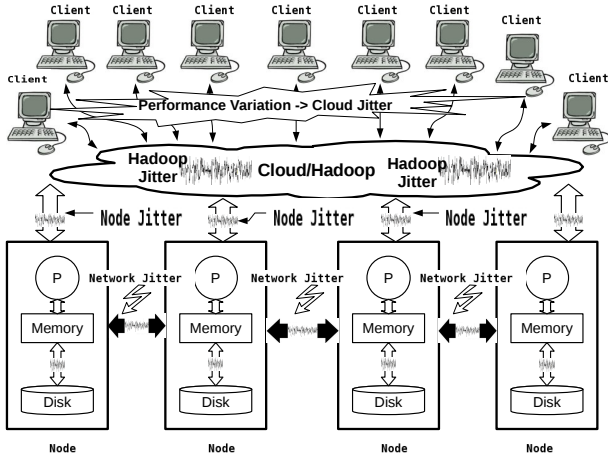 Client Client Client Client Client Client Client
Client Client
Performance Variation -> Cloud Jitter
Hadoop Jitter Cloud/Hadoop Hadoop Jitter
Node Jitter Node Jitter Node Jitter
P Network Jitter P Network Jitter P Network Jitter P
Memory Memory Memory Memory
Disk Disk Disk Disk
Node Node Node Node